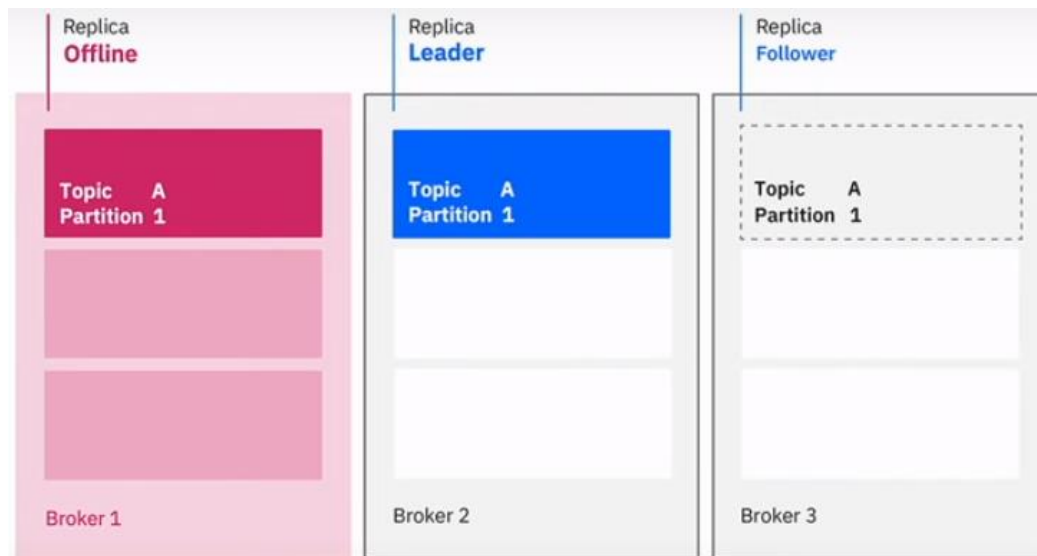 Replica
Offline
Replica
Leader
Replica
Follower
Topic A
Partition 1
Topic A
Partition 1
Topic A
Partition 1
Broker 1
Broker 2
Broker 3